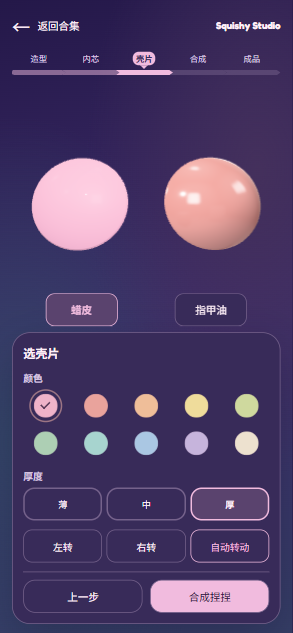 返回合集
Squishy Studio
造型 内芯 壳片 合成 成品
蜡皮 指甲油
选壳片
颜色
厚度
薄 中 厚
左转 右转 自动转动
上一步 合成捏捏